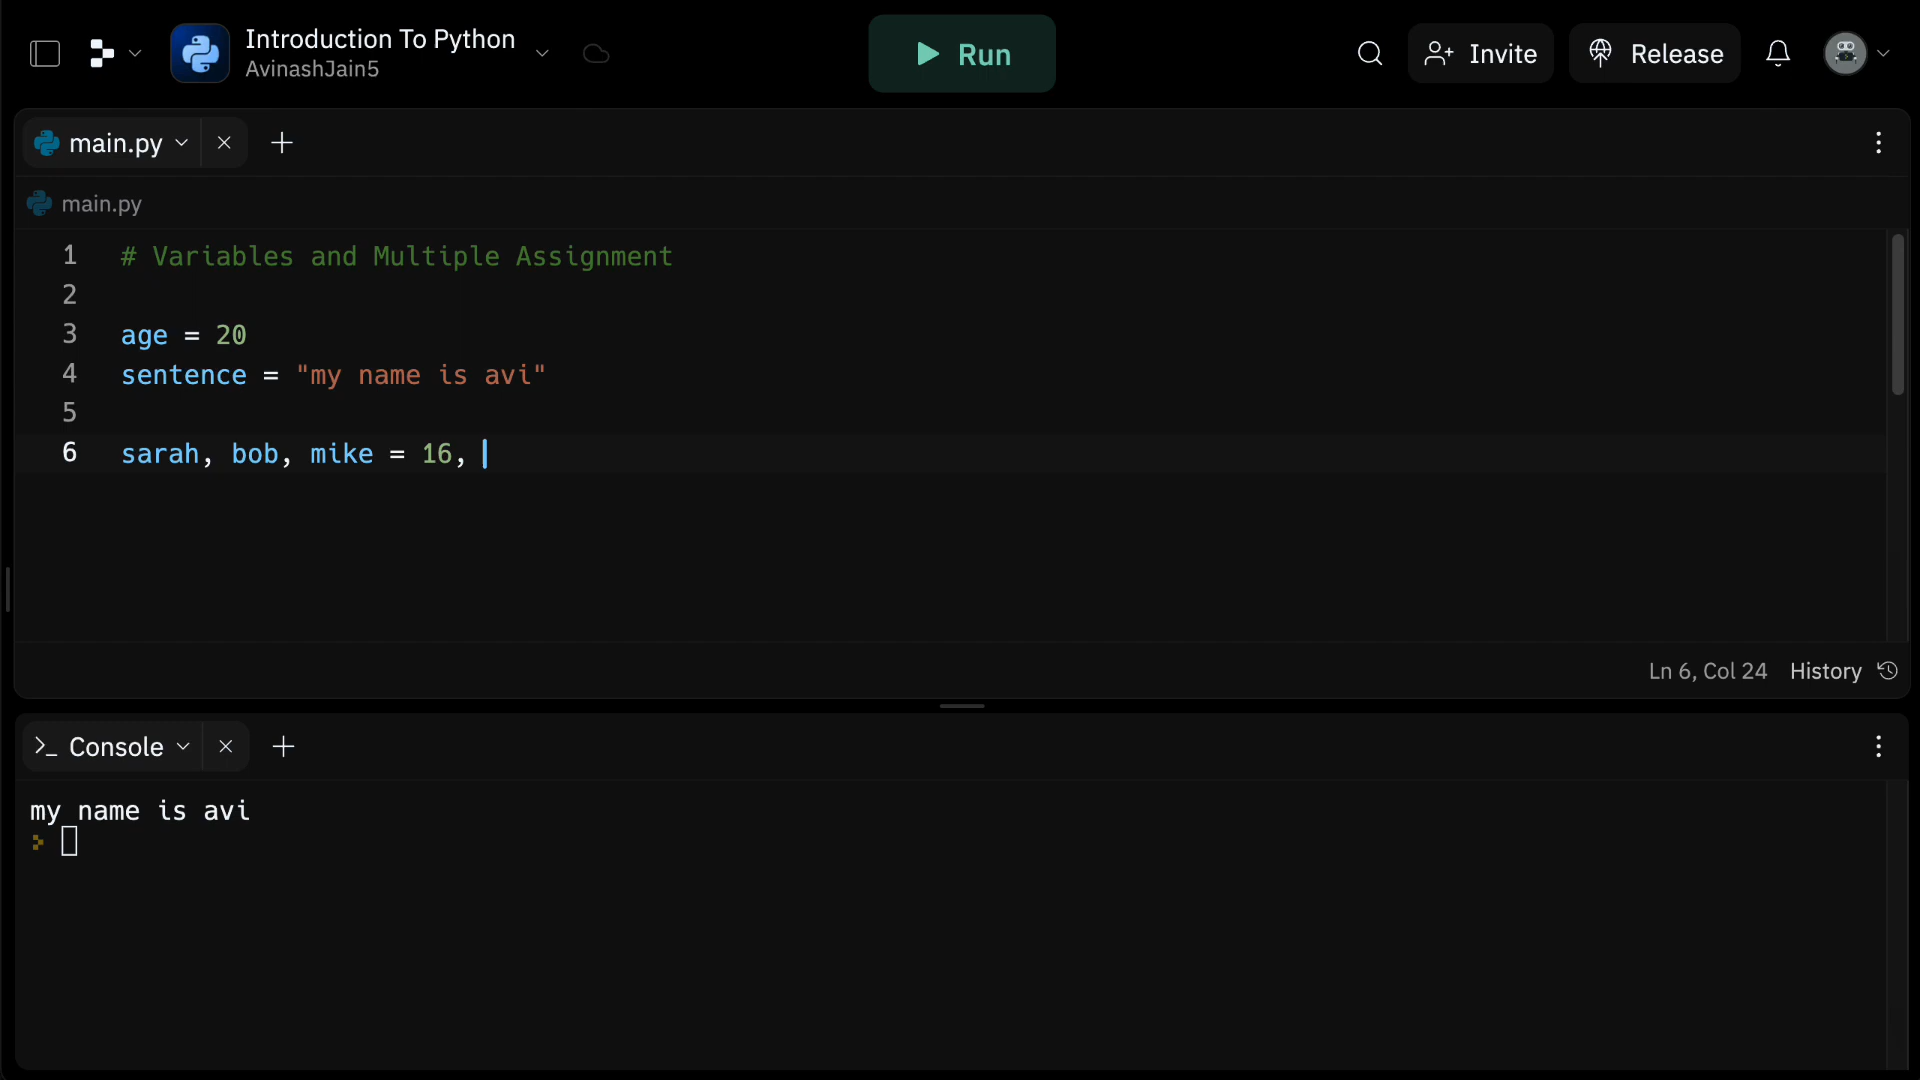 Introduction To Python
AvinashJain5
Run
Invite
Release
main.py
main.py
1 # Variables and Multiple Assignment
2
3 age = 20
4 sentence = "my name is avi"
5
6 sarah, bob, mike = 16,
Ln 6, Col 24 History
Console
my name is avi